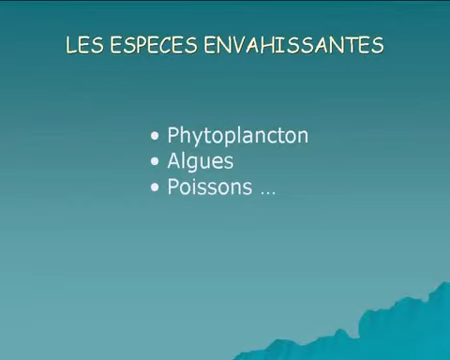 LES ESPECES ENVAHISSANTES
• Phytoplancton
• Algues
• Poissons ...